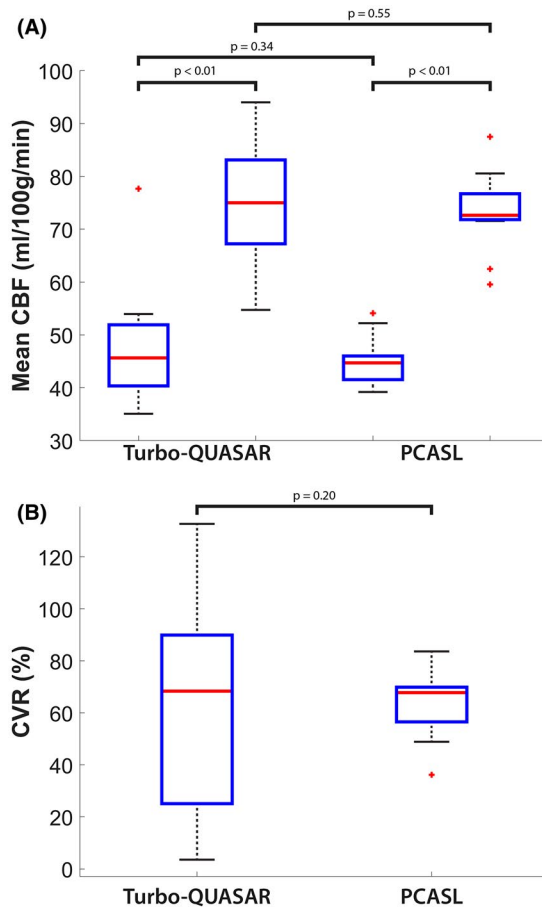 p = 0.55
(A)
p = 0.34
p < 0.01 p < 0.01
100
90
80
70
60
50
40
30
Mean CBF (ml/100g/min)
Turbo-QUASAR PCASL
(B)
p = 0.20
120
100
80
60
40
20
0
CVR (%)
Turbo-QUASAR PCASL